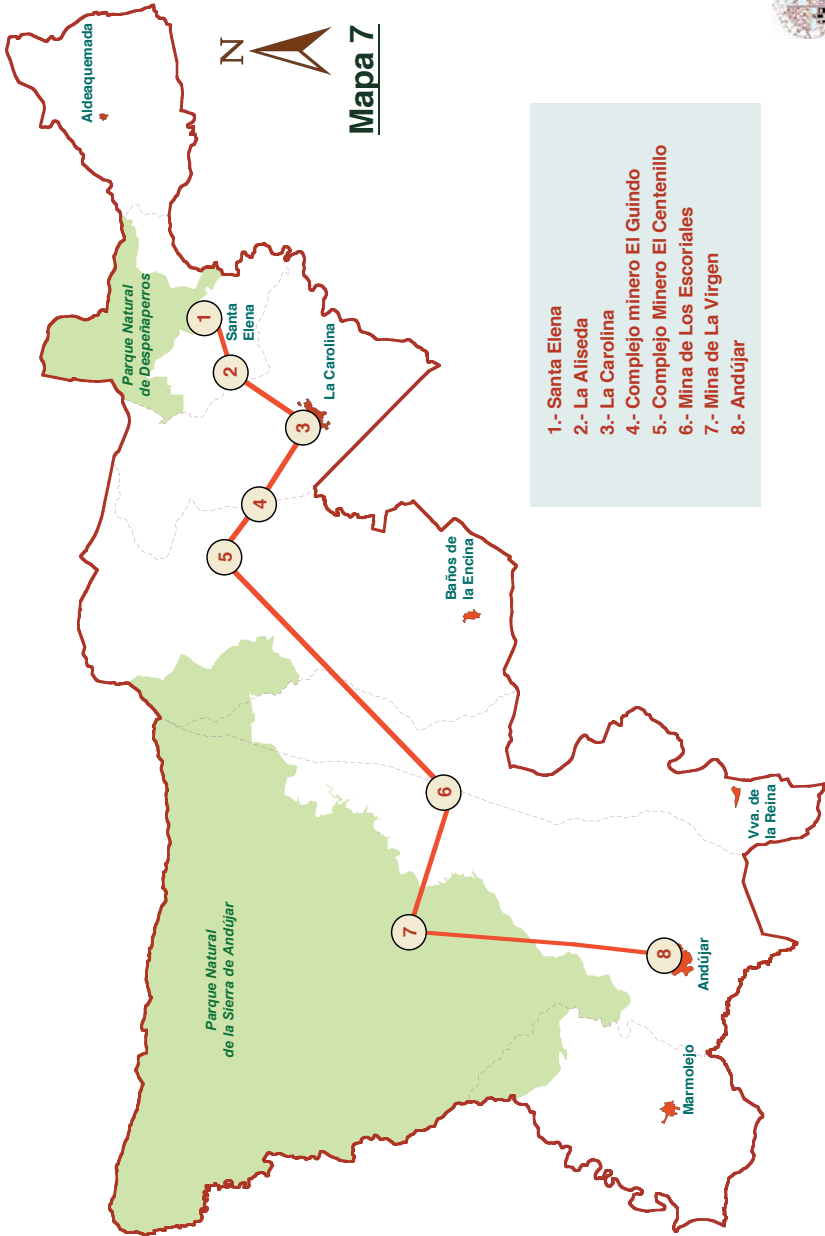 Mapa 7
N
Aldeaquemada
Parque Natural
de Despeñaperros
1
Santa
Elena
2
La Carolina
3
4
5
Baños de
la Encina
6
Vva. de
la Reina
7
Parque Natural
de la Sierra de Andújar
8
Andújar
Marmolejo
1.- Santa Elena
2.- La Aliseda
3.- La Carolina
4.- Complejo minero El Guindo
5.- Complejo Minero El Centenillo
6.- Mina de Los Escoriales
7.- Mina de La Virgen
8.- Andújar